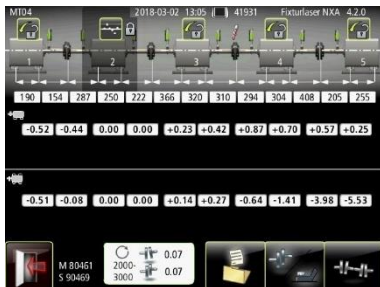 MT04 2018-03-02 13:05 41931 Fixturlaser NXA 4.2.0
1 2 3 4 5
190 154 287 250 222 366 320 310 294 304 408 205 255
-0.52 -0.44 0.00 0.00 +0.23 +0.42 +0.87 +0.70 +0.57 +0.25
-0.51 -0.08 0.00 0.00 +0.14 +0.27 -0.64 -1.41 -3.98 -5.53
M 80461
S 90469
2000-
3000
0.07
0.07